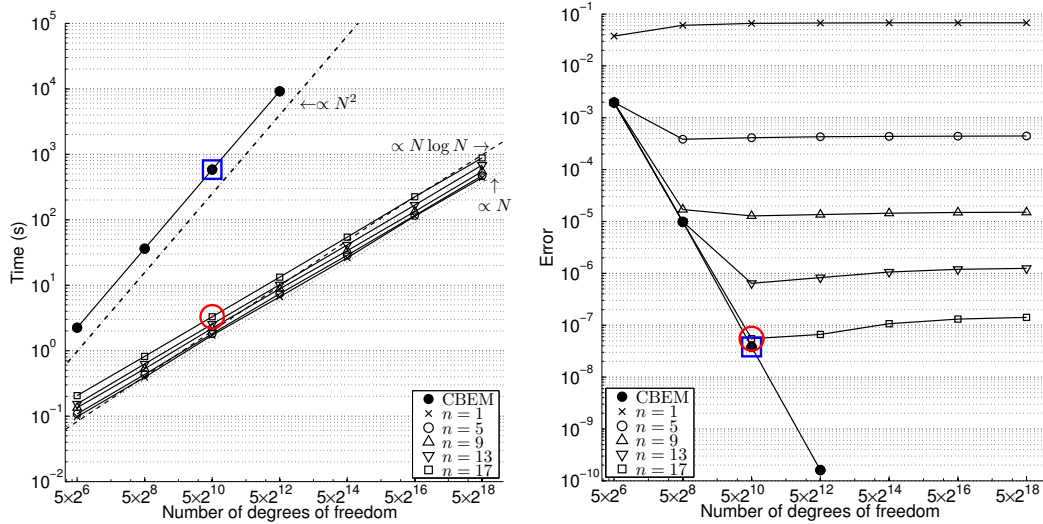 10^5
10^4
10^3
10^2
10^1
10^0
10^-1
10^-2
Time (s)
←∝ N^2
∝ N log N →
↑
∝ N
CBEM
n = 1
n = 5
n = 9
n = 13
n = 17
5×2^6 5×2^8 5×2^10 5×2^12 5×2^14 5×2^16 5×2^18
Number of degrees of freedom
10^-1
10^-2
10^-3
10^-4
10^-5
10^-6
10^-7
10^-8
10^-9
10^-10
Error
CBEM
n = 1
n = 5
n = 9
n = 13
n = 17
5×2^6 5×2^8 5×2^10 5×2^12 5×2^14 5×2^16 5×2^18
Number of degrees of freedom